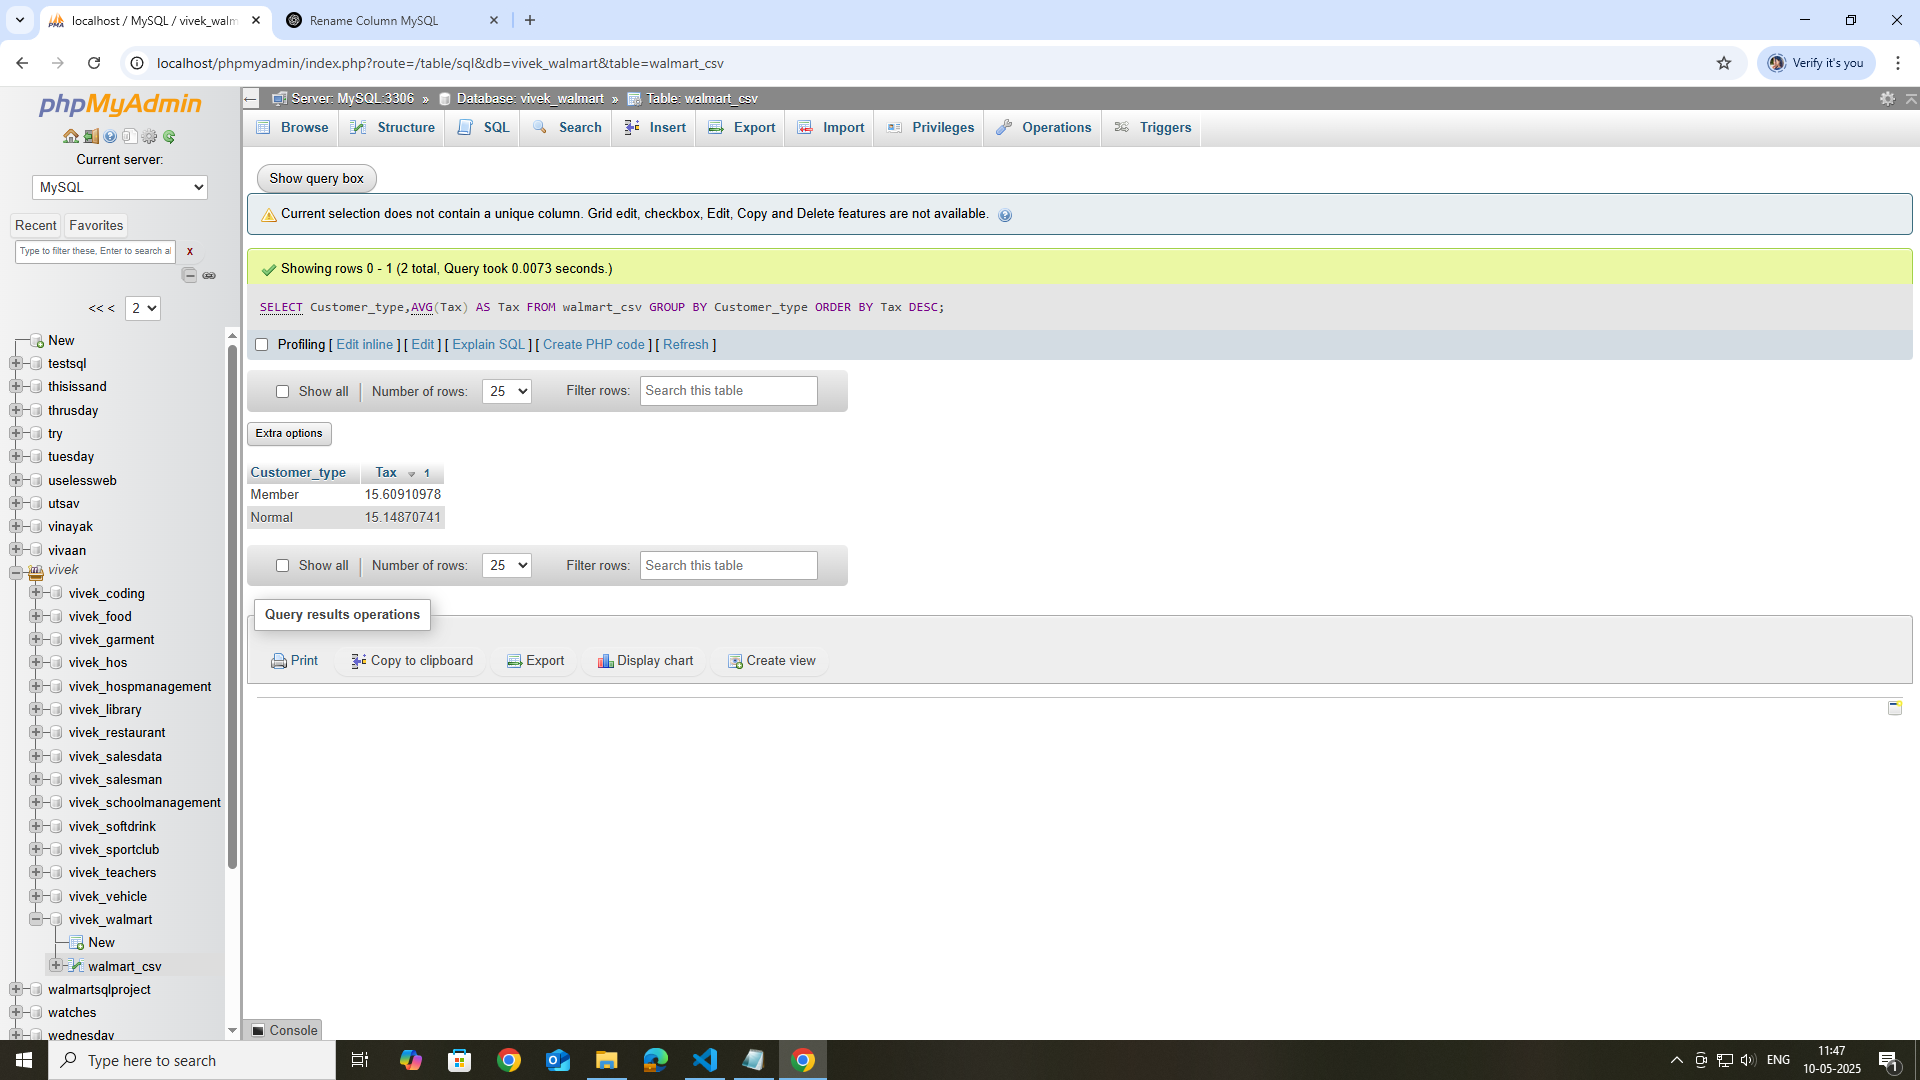 localhost / MySQL / vivek_walm
Rename Column MySQL
localhost/phpmyadmin/index.php?route=/table/sql&db=vivek_walmart&table=walmart_csv
Verify it's you
phpMyAdmin
Current server:
MySQL
Recent
Favorites
Type to filter these, Enter to search al
x
<< <
2
New
testsql
thisissand
thrusday
try
tuesday
uselessweb
utsav
vinayak
vivaan
vivek
vivek_coding
vivek_food
vivek_garment
vivek_hos
vivek_hospmanagement
vivek_library
vivek_restaurant
vivek_salesdata
vivek_salesman
vivek_schoolmanagement
vivek_softdrink
vivek_sportclub
vivek_teachers
vivek_vehicle
vivek_walmart
New
walmart_csv
walmartsqlproject
watches
wednesday
Server: MySQL:3306 » Database: vivek_walmart » Table: walmart_csv
Browse Structure SQL Search Insert Export Import Privileges Operations Triggers
Show query box
Current selection does not contain a unique column. Grid edit, checkbox, Edit, Copy and Delete features are not available.
Showing rows 0 - 1 (2 total, Query took 0.0073 seconds.)
SELECT Customer_type,AVG(Tax) AS Tax FROM walmart_csv GROUP BY Customer_type ORDER BY Tax DESC;
Profiling [ Edit inline ] [ Edit ] [ Explain SQL ] [ Create PHP code ] [ Refresh ]
Show all Number of rows: 25 Filter rows: Search this table
Extra options
Customer_type Tax 1
Member 15.60910978
Normal 15.14870741
Show all Number of rows: 25 Filter rows: Search this table
Query results operations
Print Copy to clipboard Export Display chart Create view
Console
Type here to search
ENG
11:47
10-05-2025
1